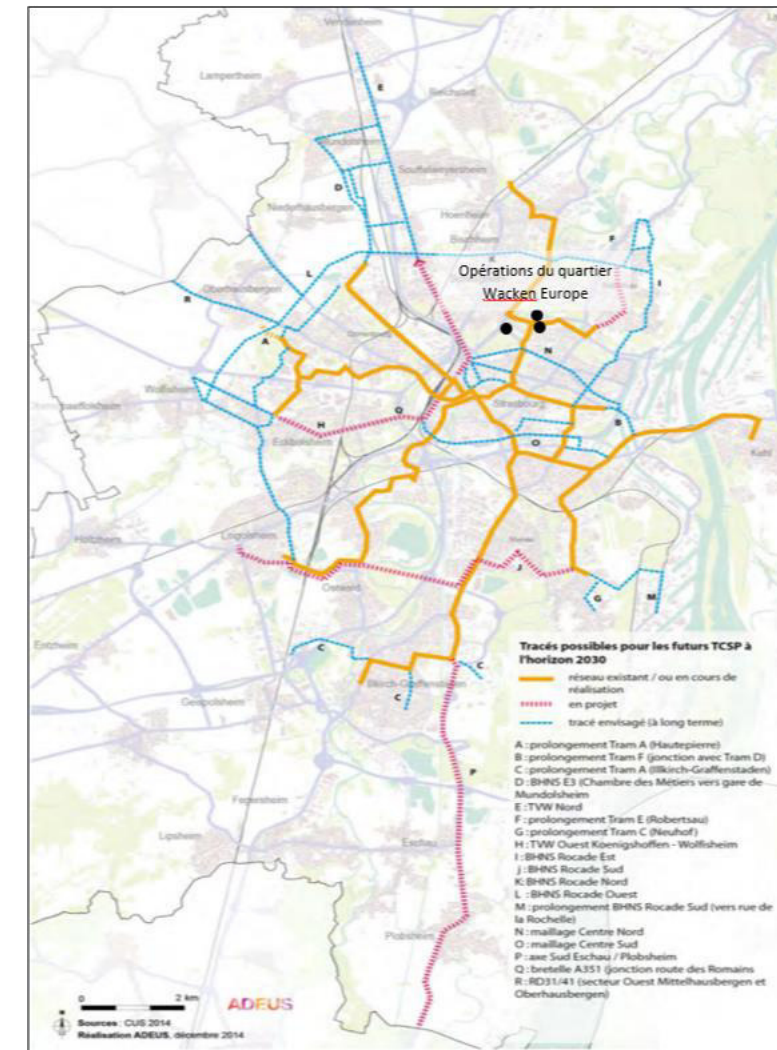 Vendenheim
Lampertheim
E
Reichstett
Mundolsheim
Souffelweyersheim
D
Niederhausbergen
Hoenheim
Bischheim
F
L
K
I
Opérations du quartier
Wacken Europe
Oberhausbergen
R
A
N
Wolfisheim
Strasbourg
H
Q
B
Eckbolsheim
O
Kehl
Holtzheim
Lingolsheim
Ostwald
J
G
M
Entzheim
C
C
C
Illkirch-Graffenstaden
Geispolsheim
P
Fegersheim
Lipsheim
Eschau
Plobsheim
Tracés possibles pour les futurs TCSP à
l'horizon 2030
réseau existant / ou en cours de
réalisation
en projet
tracé envisagé (à long terme)
A : prolongement Tram A (Hautepierre)
B : prolongement Tram F (jonction avec Tram D)
C : prolongement Tram A (Illkirch-Graffenstaden)
D : BHNS E3 (Chambre des Métiers vers gare de
Mundolsheim
E : TVW Nord
F : prolongement Tram E (Robertsau)
G : prolongement Tram C (Neuhof)
H : TVW Ouest Koenigshoffen - Wolfisheim
I : BHNS Rocade Est
j : BHNS Rocade Sud
K: BHNS Rocade Nord
L : BHNS Rocade Ouest
M : prolongement BHNS Rocade Sud (vers rue de
la Rochelle)
N : maillage Centre Nord
O : maillage Centre Sud
P : axe Sud Eschau / Plobsheim
Q : bretelle A351 (jonction route des Romains
R : RD31/41 (secteur Ouest Mittelhausbergen et
Oberhausbergen)
0 2 km
ADEUS
Sources : CUS 2014
Réalisation ADEUS, décembre 2014